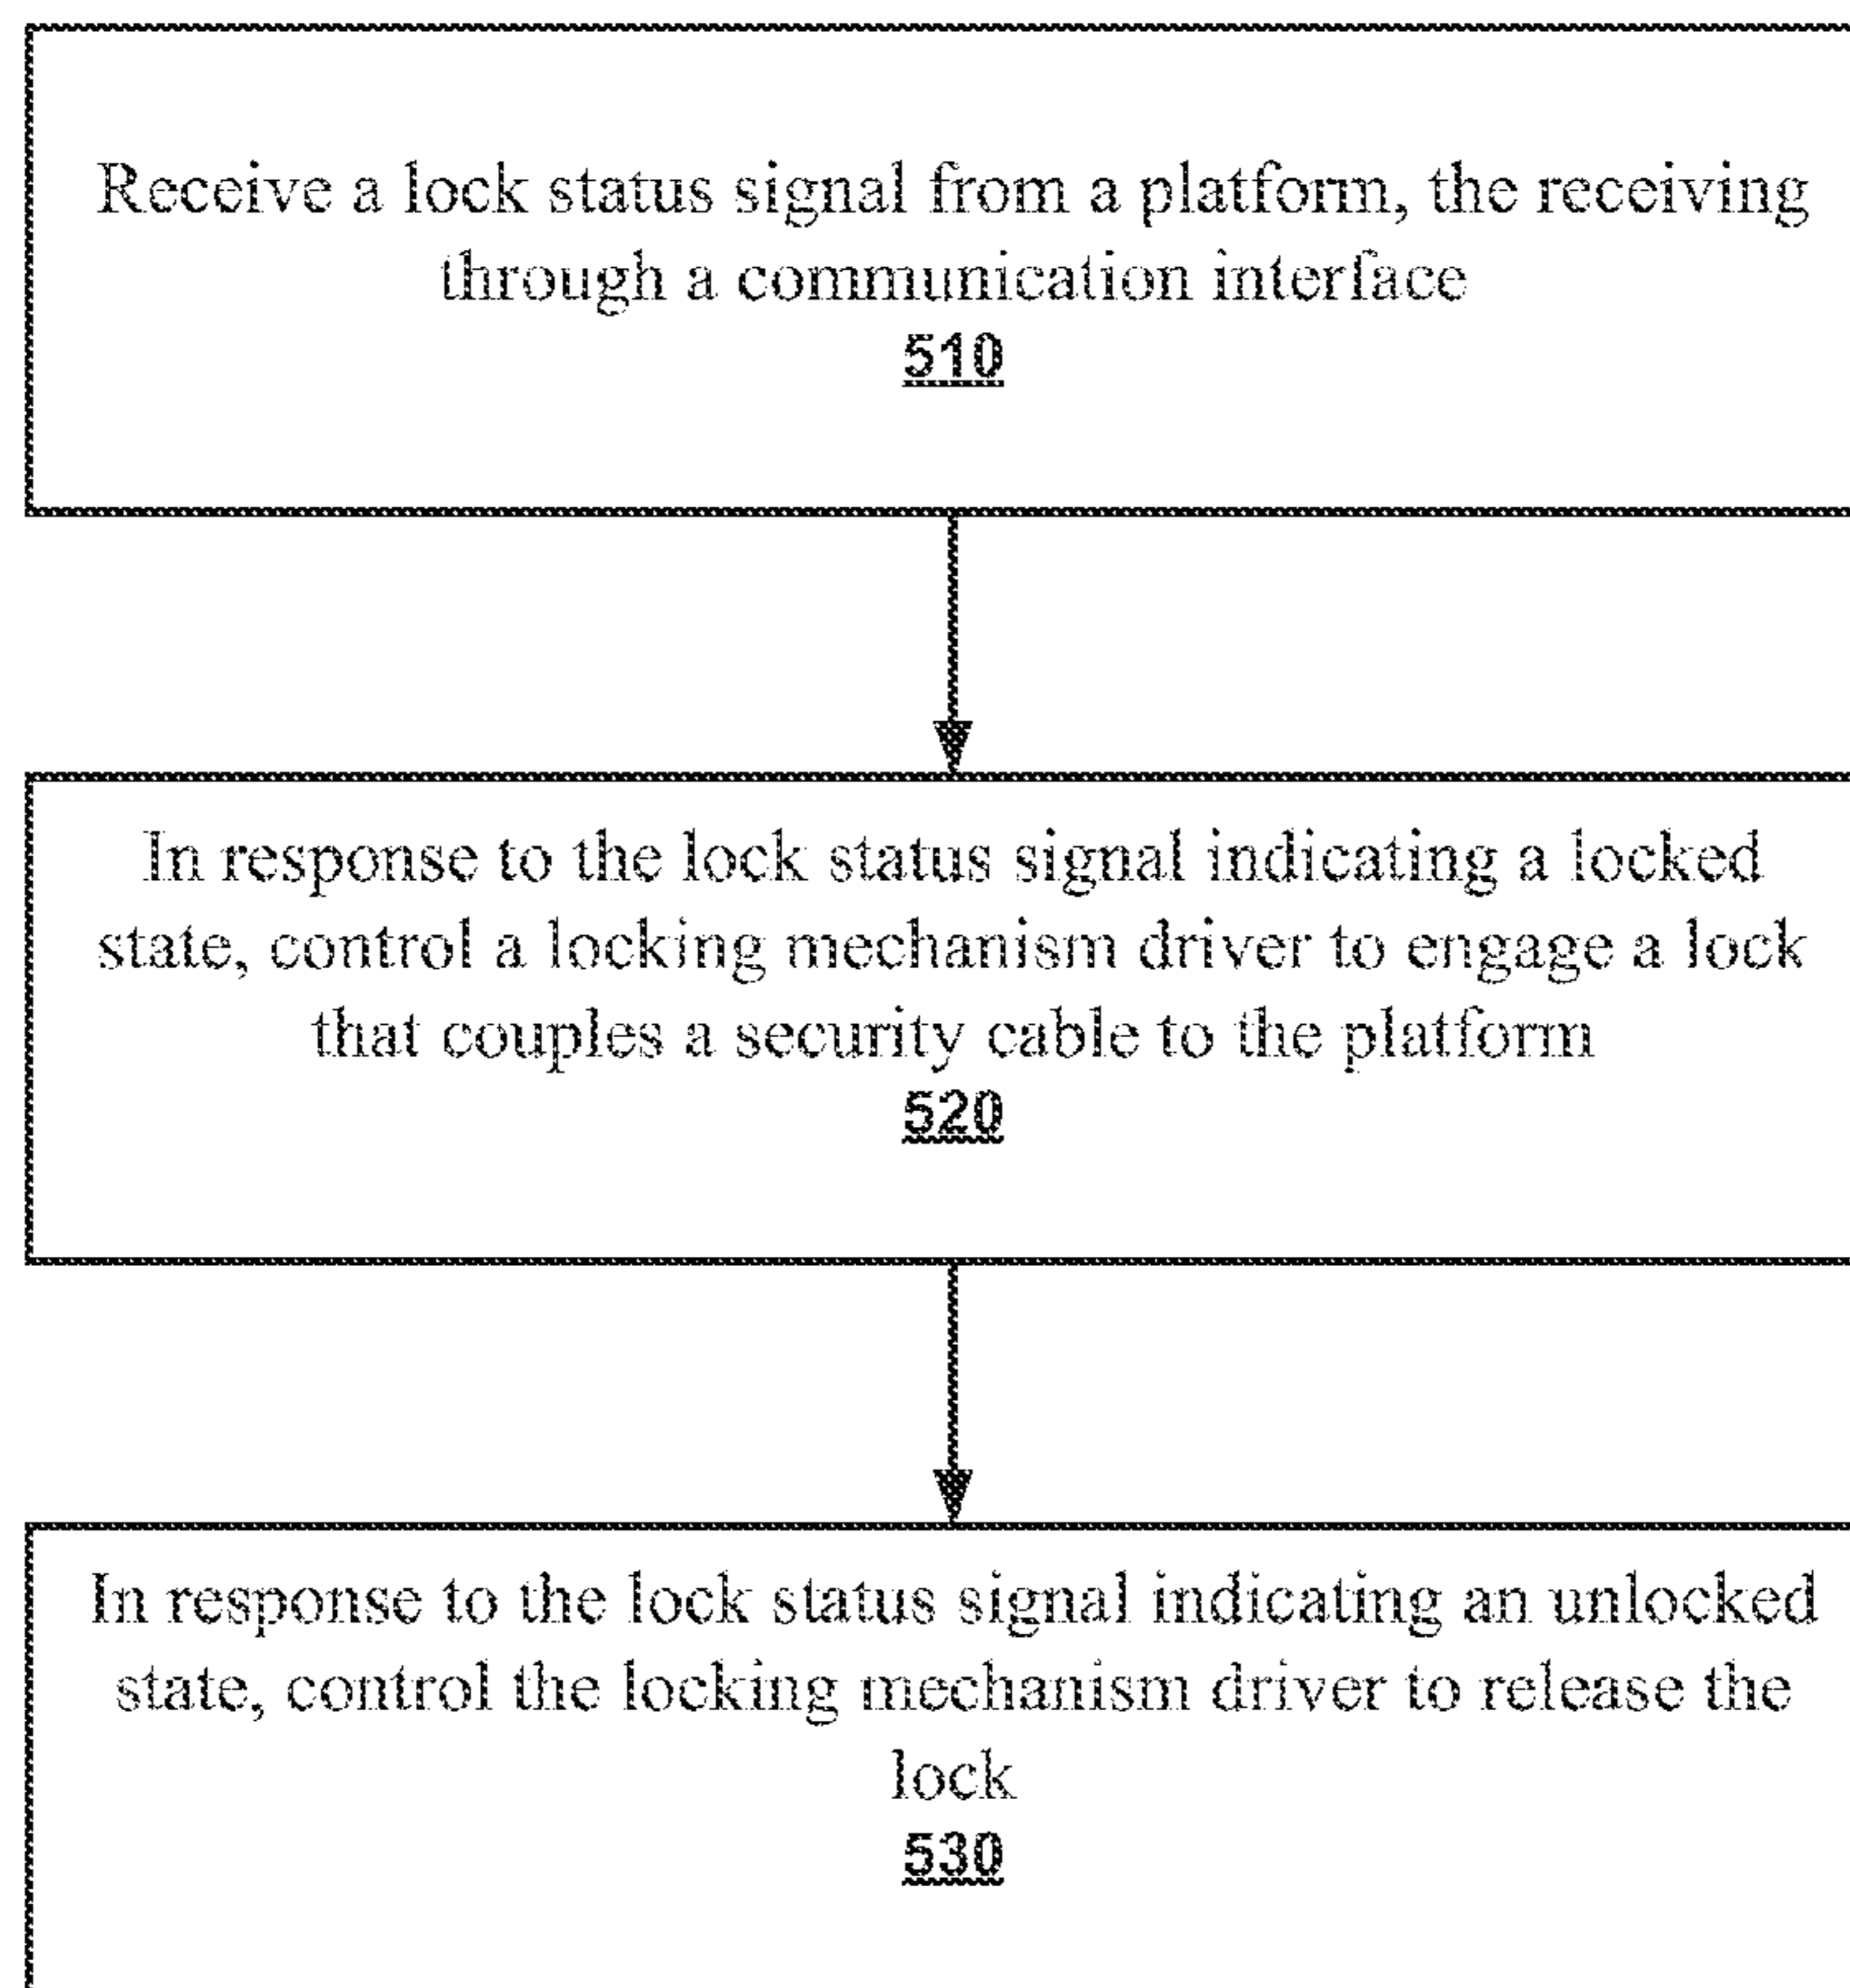 Receive a lock status signal from a platform, the receiving
through a communication interface
510
In response to the lock status signal indicating a locked
state, control a locking mechanism driver to engage a lock
that couples a security cable to the platform
520
In response to the lock status signal indicating an unlocked
state, control the locking mechanism driver to release the
lock
530